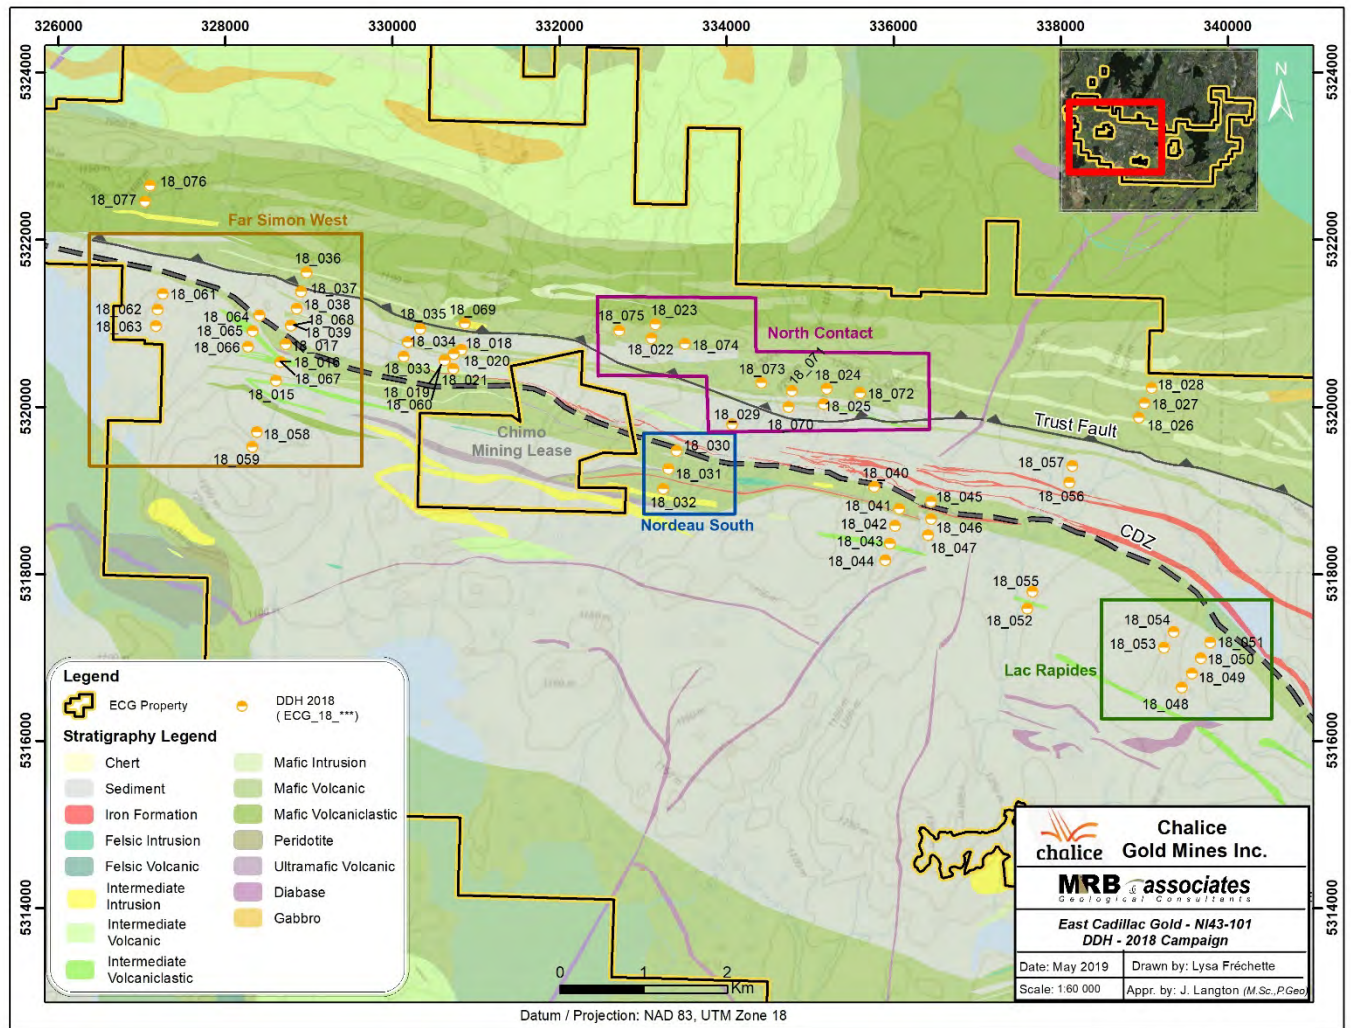 326000 328000 330000 332000 334000 336000 338000 340000
5324000 5324000
N
18_076
18_077
Far Simon West
5322000 5322000
18_036
18_061 18_037
18_062 18_064 18_038
18_063 18_065 18_068
18_066 18_039
18_017
18_016
18_067
18_015
18_058
18_059
18_035 18_069
18_034 18_018
18_033 18_020
18_019 18_021
18_060
18_075 18_023
North Contact
18_022 18_074
18_073 18_071 18_024
18_072
18_025
18_029 18_070
5320000 5320000
18_028
18_027
18_026
Trust Fault
Chimo
Mining Lease
18_030
18_031
18_032
Nordeau South
18_057
18_056
18_040
18_045
18_041
18_042 18_046
18_043 18_047
18_044
CDZ
5318000 5318000
18_055
18_052
18_054
18_053 18_051
18_050
Lac Rapides
18_049
18_048
5316000 5316000
5314000 5314000
Legend
ECG Property
DDH 2018
( ECG_18_***)
Stratigraphy Legend
Chert
Sediment
Iron Formation
Felsic Intrusion
Felsic Volcanic
Intermediate
Intrusion
Intermediate
Volcanic
Intermediate
Volcaniclastic
Mafic Intrusion
Mafic Volcanic
Mafic Volcaniclastic
Peridotite
Ultramafic Volcanic
Diabase
Gabbro
0 1 2
Km
chalice
Chalice
Gold Mines Inc.
MRB & associates
Geological Consultants
East Cadillac Gold - NI43-101
DDH - 2018 Campaign
Date: May 2019 Drawn by: Lysa Fréchette
Scale: 1:60 000 Appr. by: J. Langton (M.Sc.,P.Geo)
Datum / Projection: NAD 83, UTM Zone 18